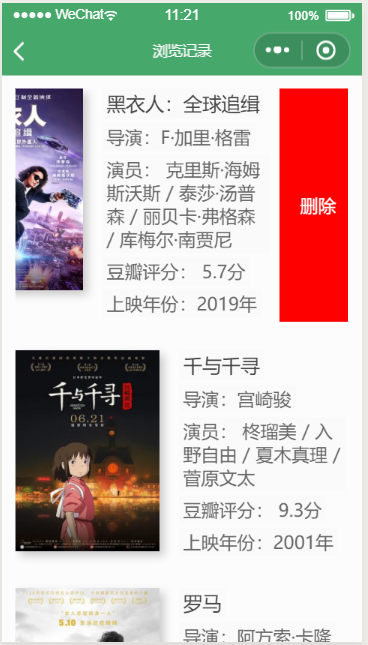 WeChat 11:21 100%
浏览记录
衣人
追缉
黑衣人：全球追缉
导演：F·加里·格雷
演员： 克里斯·海姆
斯沃斯 / 泰莎·汤普
森 / 丽贝卡·弗格森
/ 库梅尔·南贾尼
豆瓣评分： 5.7分
上映年份：2019年
删除
千与千寻
06.21
千与千寻
导演：宫崎骏
演员： 柊瑠美 / 入
野自由 / 夏木真理 /
菅原文太
豆瓣评分： 9.3分
上映年份：2001年
5.10
罗马
导演：阿方索·卡隆